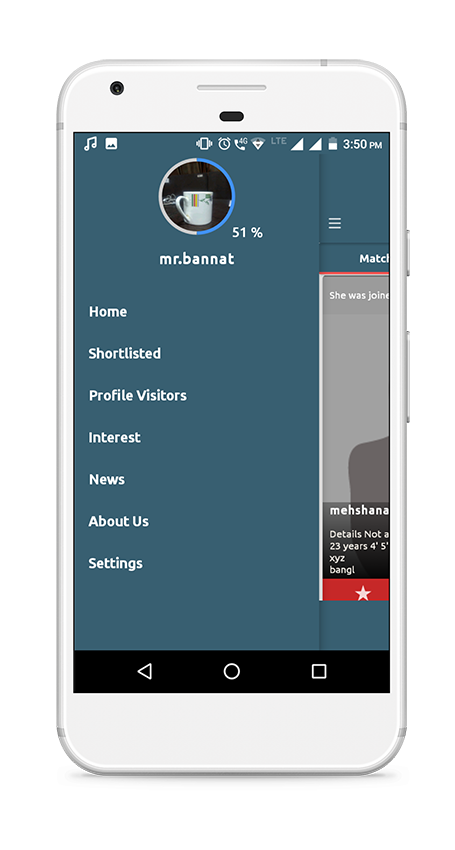 4G
LTE
3:50 PM
51 %
mr.bannat
Home
Shortlisted
Profile Visitors
Interest
News
About Us
Settings
Match
She was joine
mehshana
Details Not a
23 years 4' 5'
xyz
bangl